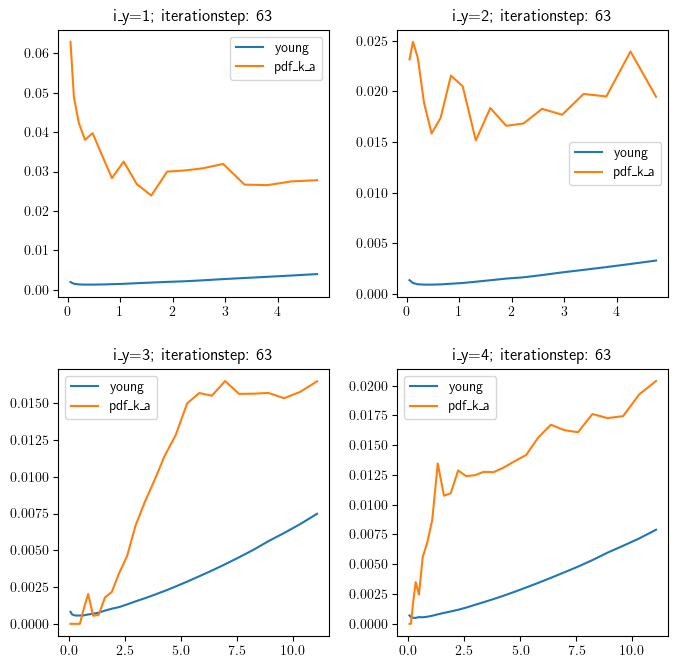 i_y=1; iterationstep: 63
0.06
0.05
0.04
0.03
0.02
0.01
0.00
0 1 2 3 4
young
pdf_k_a
i_y=2; iterationstep: 63
0.025
0.020
0.015
0.010
0.005
0.000
0 1 2 3 4
young
pdf_k_a
i_y=3; iterationstep: 63
0.0150
0.0125
0.0100
0.0075
0.0050
0.0025
0.0000
0.0 2.5 5.0 7.5 10.0
young
pdf_k_a
i_y=4; iterationstep: 63
0.0200
0.0175
0.0150
0.0125
0.0100
0.0075
0.0050
0.0025
0.0000
0.0 2.5 5.0 7.5 10.0
young
pdf_k_a